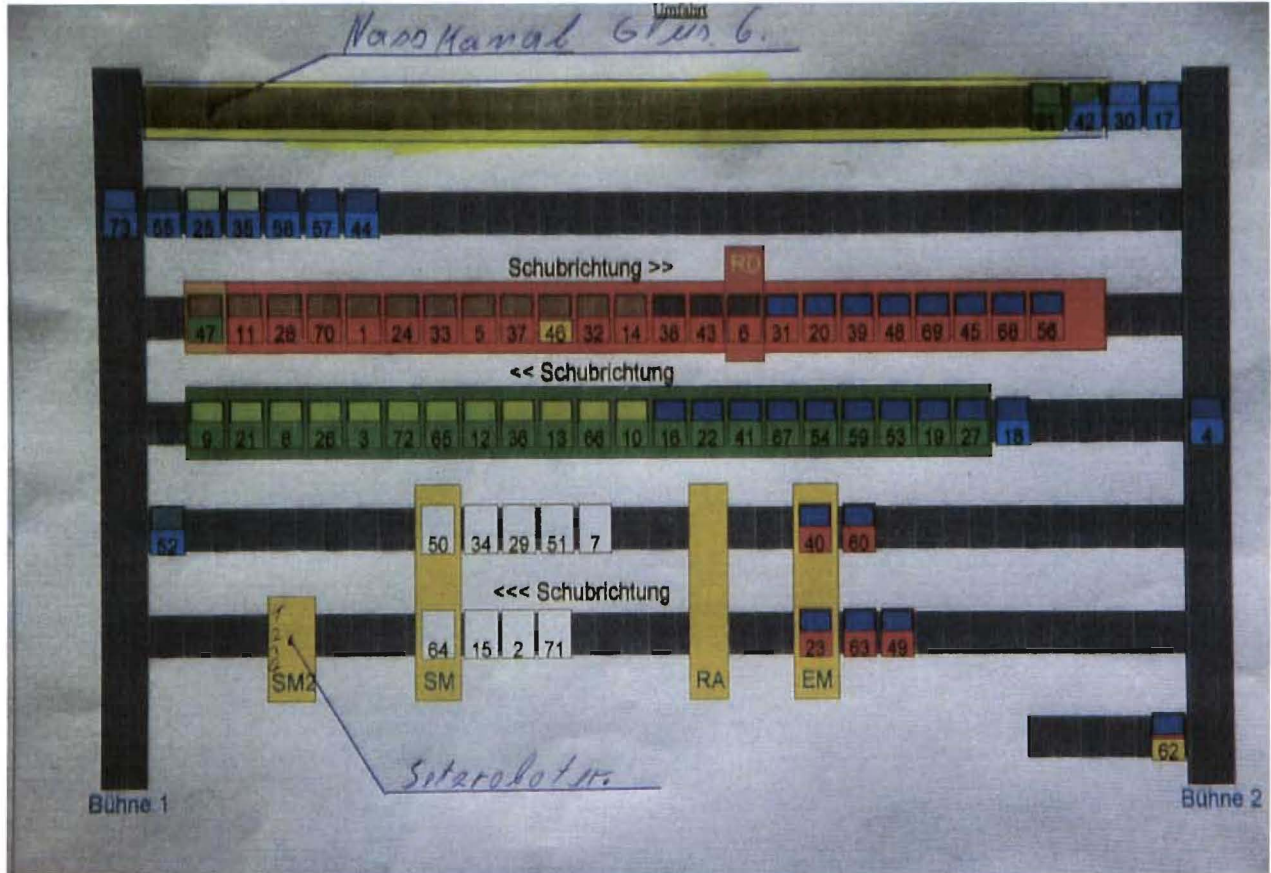 Umfahrt
Nasskanal Gleis 6.
42 30 17
73 55 25 35 58 57 44
Schubrichtung >> RD
47 11 28 70 1 24 33 5 37 46 32 14 38 43 6 31 20 39 48 69 45 68 56
<< Schubrichtung
9 21 8 26 3 72 65 12 36 13 66 10 16 22 41 67 54 59 53 19 27 18 4
52 50 34 29 51 7 40 60
<<< Schubrichtung
1
2
64 15 2 71 23 63 49
SM2 SM RA EM
62
Setzroboter.
Bühne 1 Bühne 2